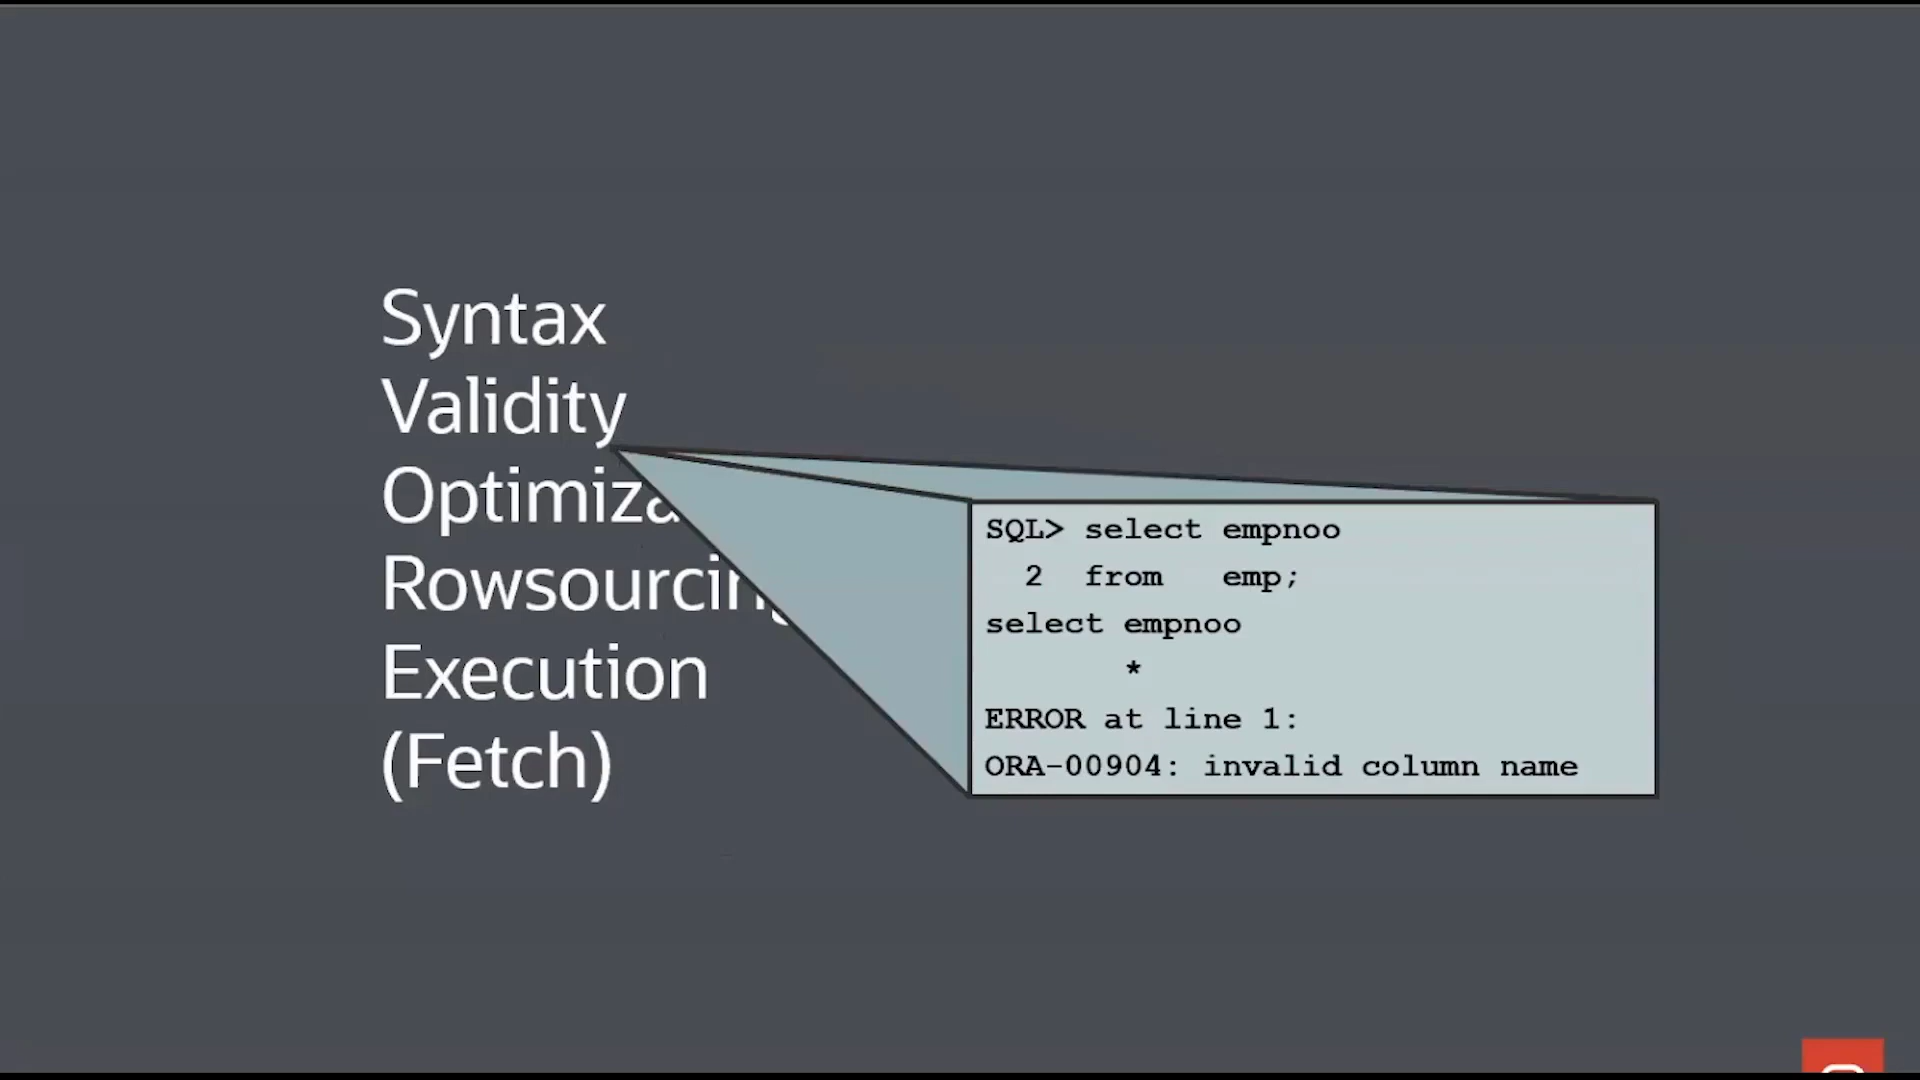 Syntax
Validity
Optimiza
Rowsourcing
Execution
(Fetch)
SQL> select empnoo
2 from emp;
select empnoo
*
ERROR at line 1:
ORA-00904: invalid column name